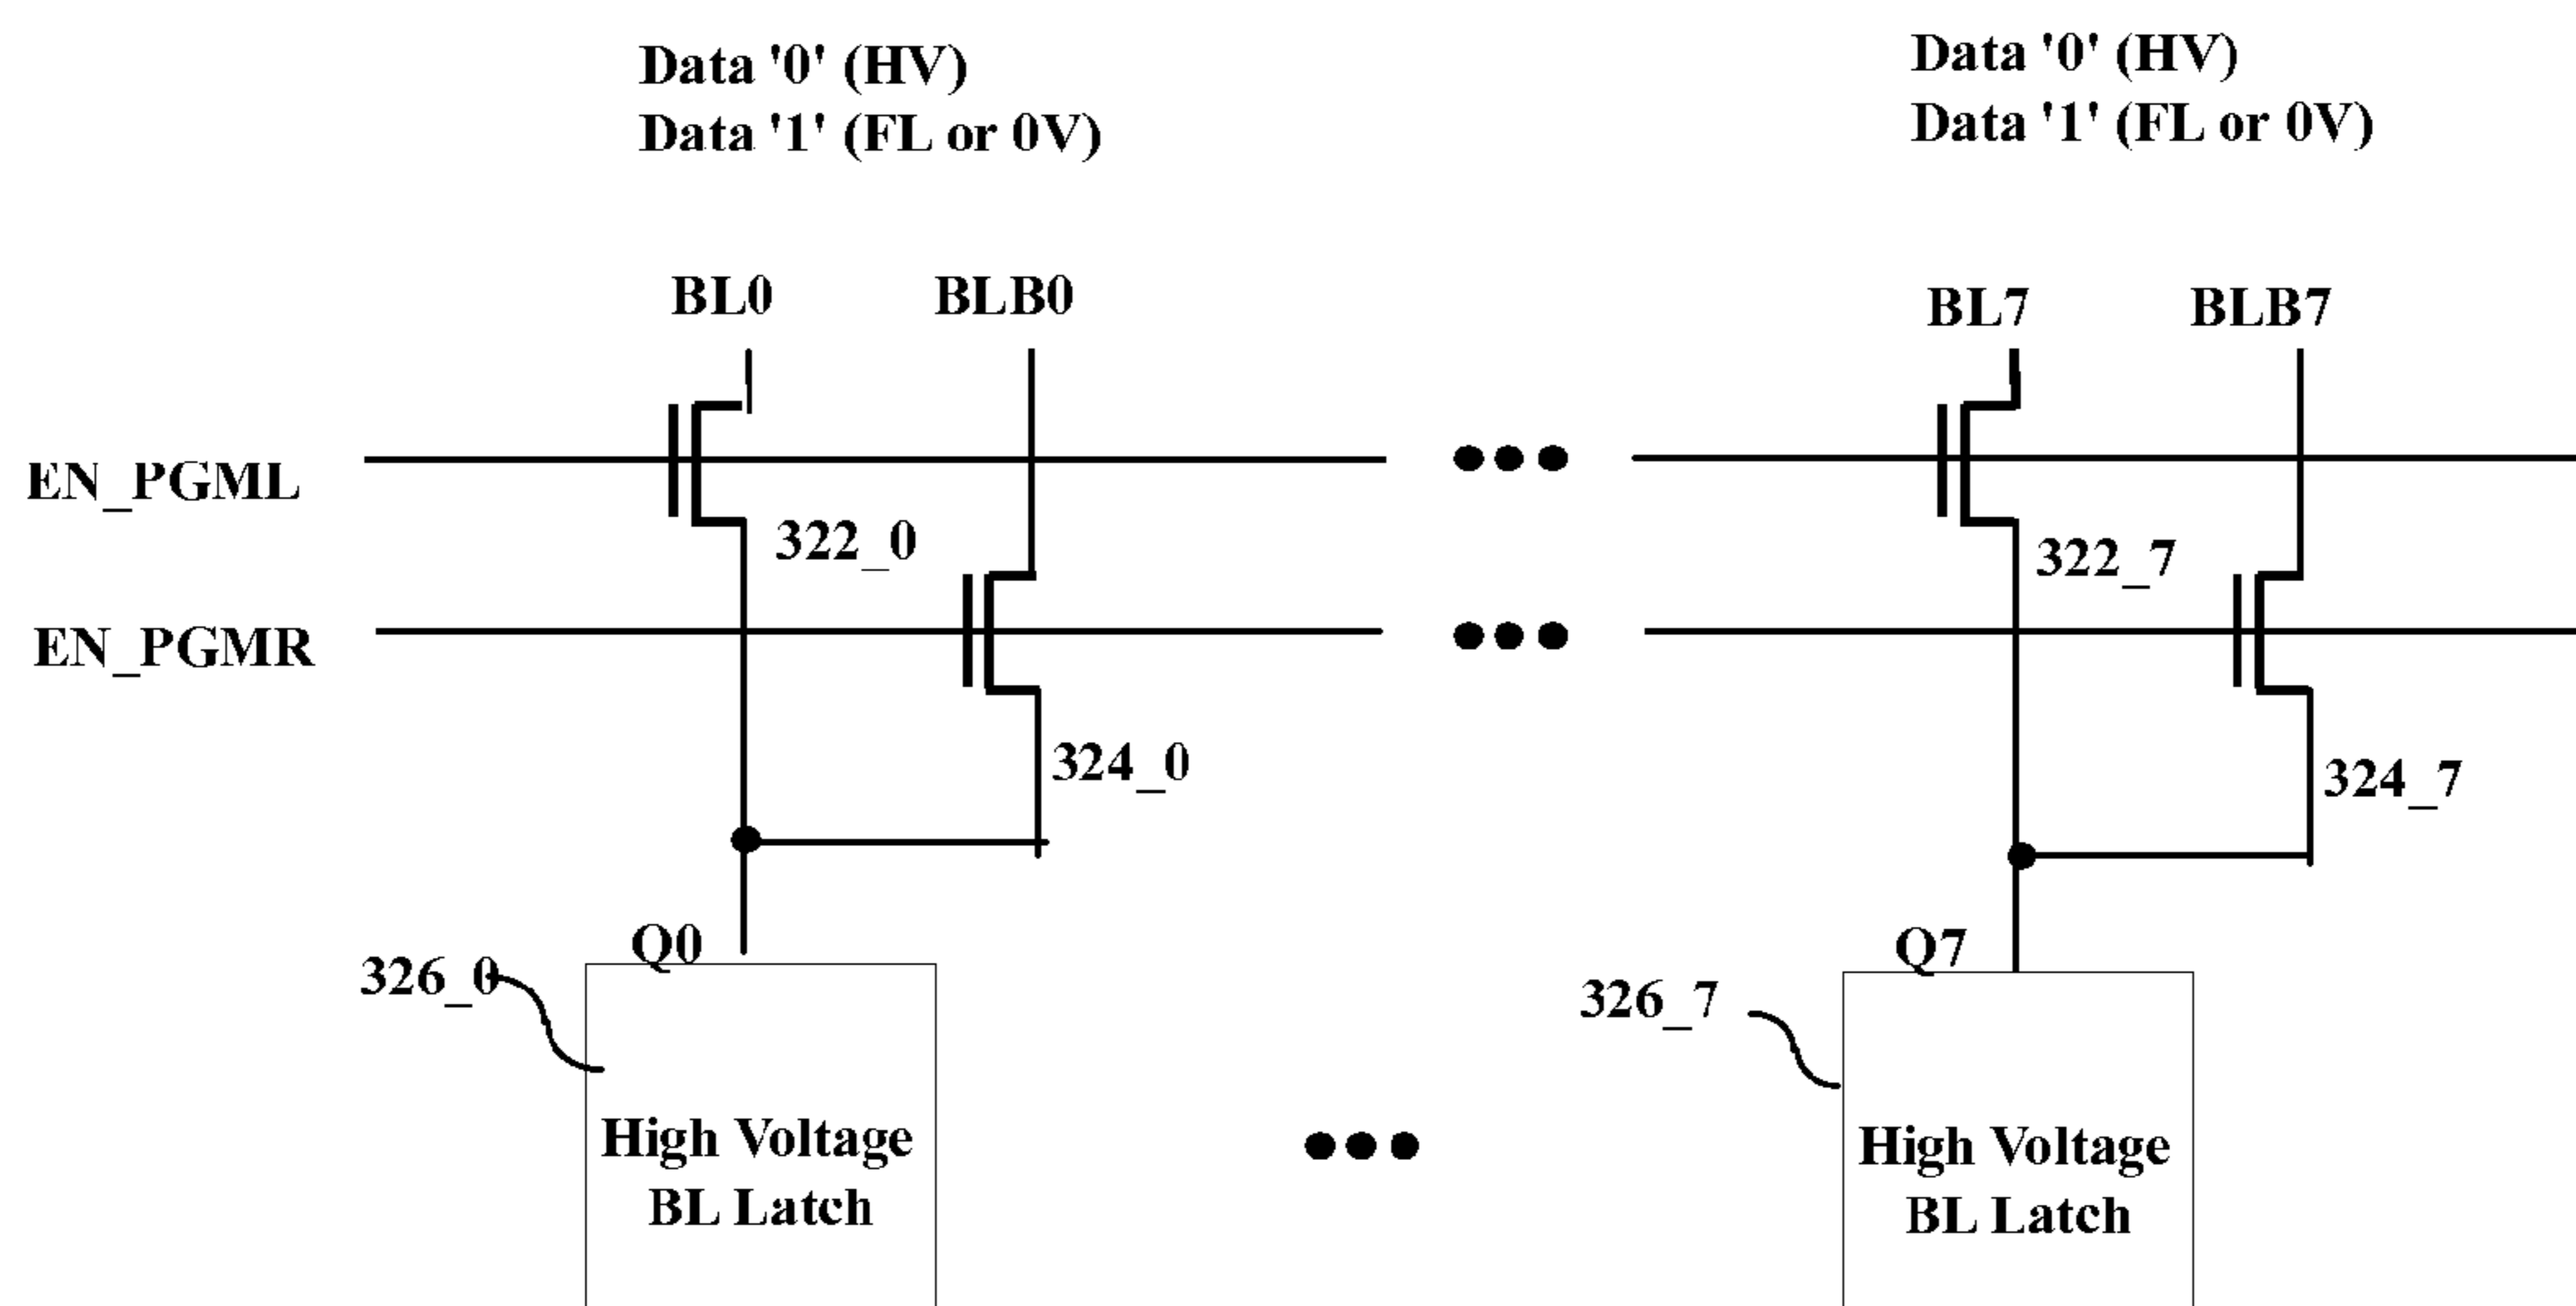 Data '0' (HV)
Data '1' (FL or 0V)
Data '0' (HV)
Data '1' (FL or 0V)
BL0
BLB0
BL7
BLB7
EN_PGML
322_0
322_7
EN_PGMR
324_0
324_7
Q0
Q7
326_0
326_7
High Voltage
BL Latch
High Voltage
BL Latch